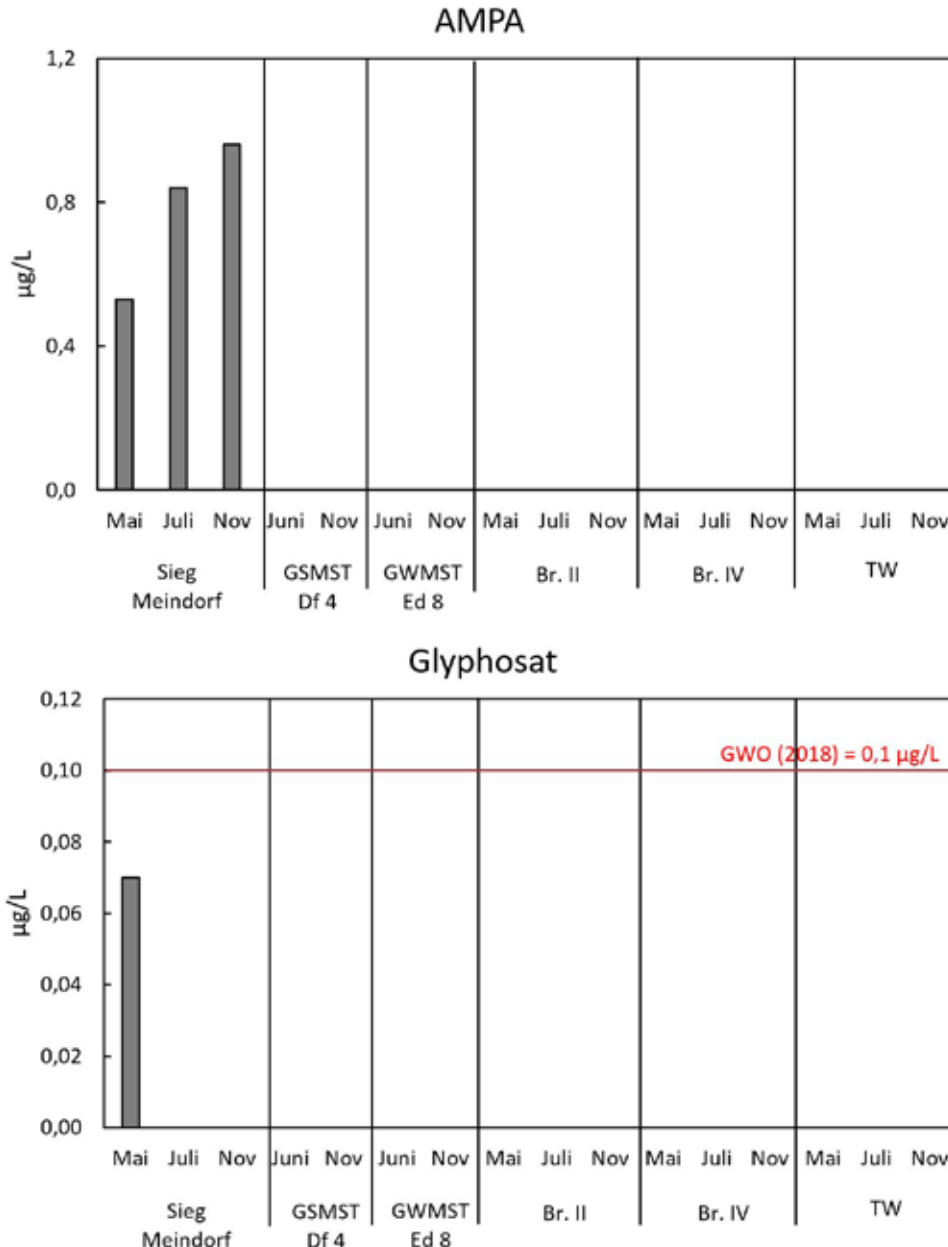 AMPA
1,2
0,8
0,4
0,0
µg/L
Mai Juli Nov Juni Nov Juni Nov Mai Juli Nov Mai Juli Nov Mai Juli Nov
Sieg GSMST GWMST Br. II Br. IV TW
Meindorf Df 4 Ed 8
Glyphosat
0,12
GWO (2018) = 0,1 µg/L
0,10
0,08
0,06
0,04
0,02
0,00
µg/L
Mai Juli Nov Juni Nov Juni Nov Mai Juli Nov Mai Juli Nov Mai Juli Nov
Sieg GSMST GWMST Br. II Br. IV TW
Meindorf Df 4 Ed 8